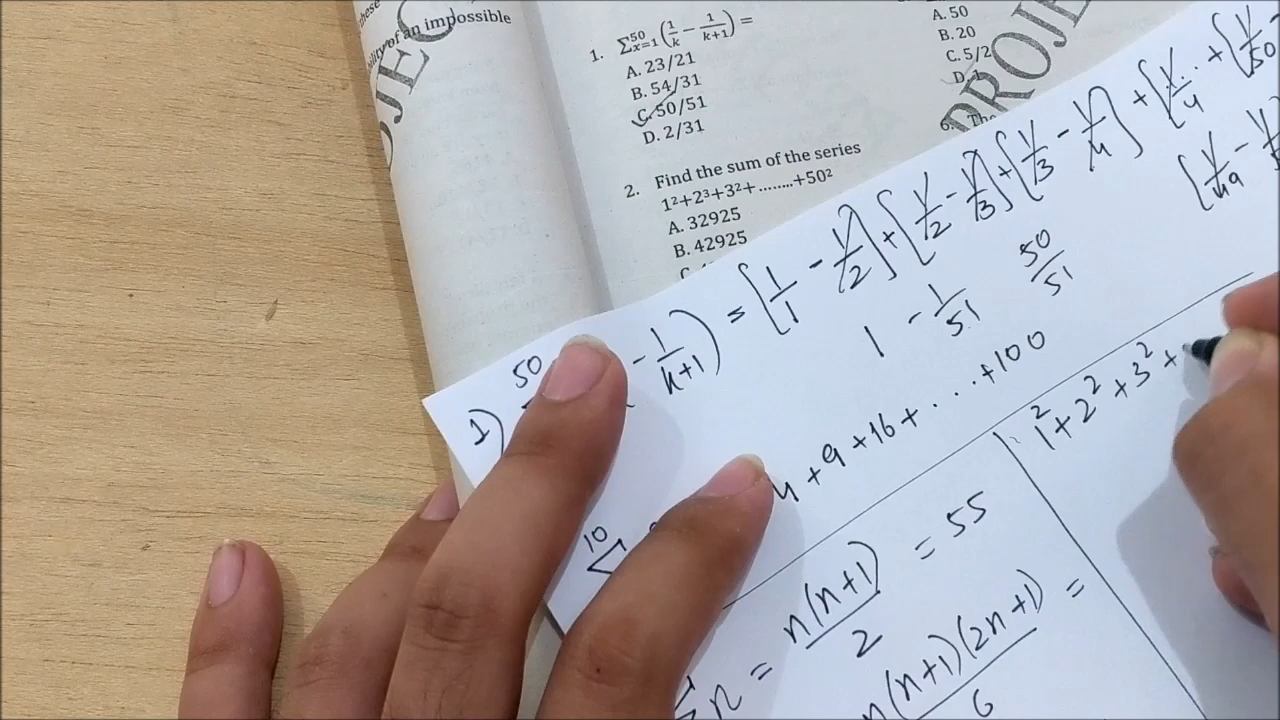 these
ility of an impossible
1. ∑_{x=1}^{50} (1/k − 1/(k+1)) =
A. 23/21
B. 54/31
C. 50/51
D. 2/31
2. Find the sum of the series
1²+2³+3²+........+50²
A. 32925
B. 42925
A. 50
B. 20
C. 5/2
D. 1
6. The
PROJE
1) 50 − 1/(k+1)) = [1/1 − 1/2] + [1/2 − 1/3] + [1/3 − 1/4] + [1/4 .. + [1/50 −
[1/49 −
1 − 1/51 50/51
10 ∑ 4 + 9 + 16 + . . . . + 100
n = n(n+1)/2 = 55
n(n+1)(2n+1)/6 =
1² + 2² + 3² +